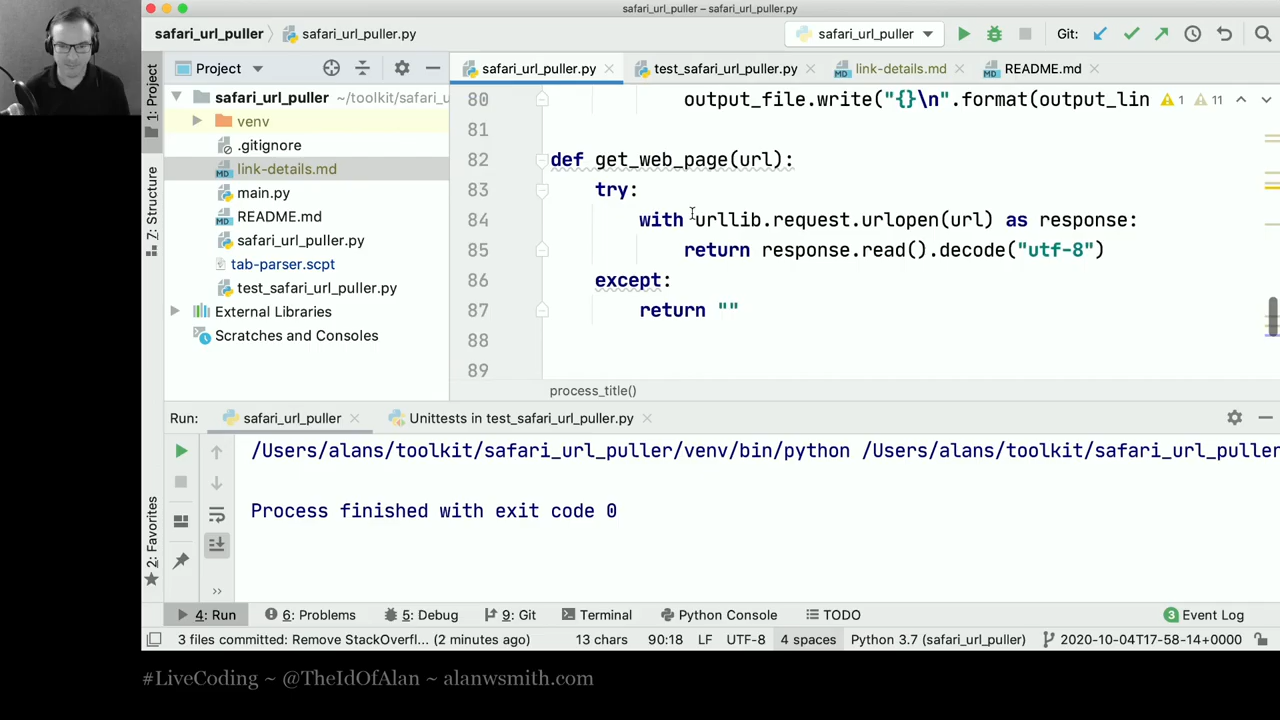 safari_url_puller – safari_url_puller.py
safari_url_puller
safari_url_puller.py
safari_url_puller
Git:
1: Project
Z: Structure
2: Favorites
Project
safari_url_puller ~/toolkit/safari_u
venv
.gitignore
MD link-details.md
main.py
MD README.md
safari_url_puller.py
tab-parser.scpt
test_safari_url_puller.py
External Libraries
Scratches and Consoles
safari_url_puller.py
test_safari_url_puller.py
MD link-details.md
MD README.md
80 output_file.write("{}\n".format(output_lin
1 11
81
82 def get_web_page(url):
83 try:
84 with urllib.request.urlopen(url) as response:
85 return response.read().decode("utf-8")
86 except:
87 return ""
88
89
process_title()
Run: safari_url_puller Unittests in test_safari_url_puller.py
/Users/alans/toolkit/safari_url_puller/venv/bin/python /Users/alans/toolkit/safari_url_puller
Process finished with exit code 0
4: Run 6: Problems 5: Debug 9: Git Terminal Python Console TODO 3 Event Log
3 files committed: Remove StackOverfl... (2 minutes ago) 13 chars 90:18 LF UTF-8 4 spaces Python 3.7 (safari_url_puller) 2020-10-04T17-58-14+0000
#LiveCoding ~ @TheIdOfAlan ~ alanwsmith.com